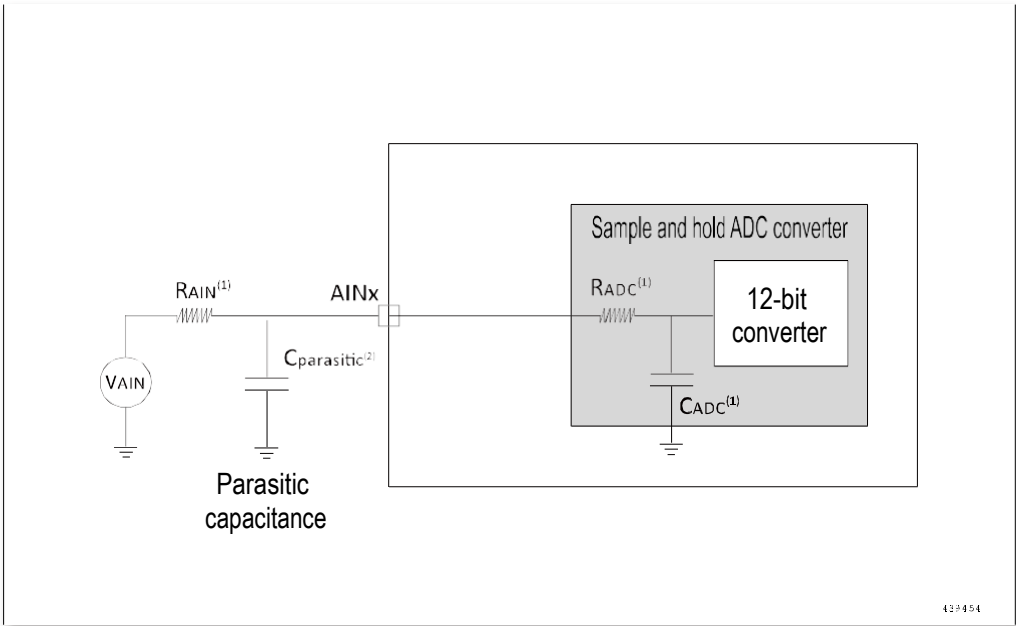 Sample and hold ADC converter
RAIN(1)
AINx
RADC(1)
12-bit
converter
Cparasitic(2)
VAIN
CADC(1)
Parasitic
capacitance